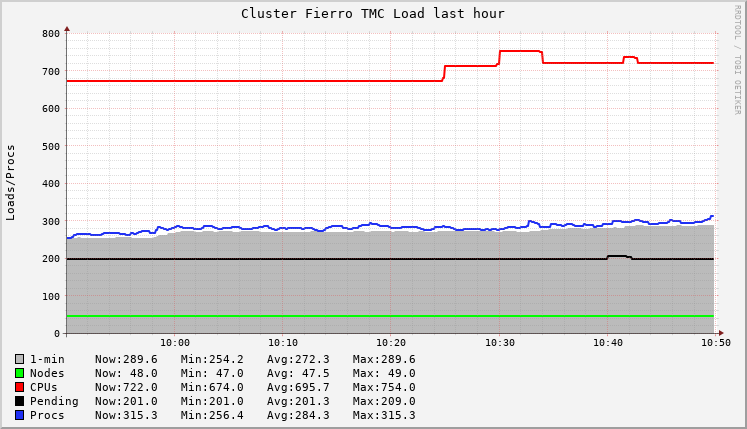 Cluster Fierro TMC Load last hour
RRDTOOL / TOBI OETIKER
Loads/Procs
800
700
600
500
400
300
200
100
0
10:00 10:10 10:20 10:30 10:40 10:50
1-min Now:289.6 Min:254.2 Avg:272.3 Max:289.6
Nodes Now: 48.0 Min: 47.0 Avg: 47.5 Max: 49.0
CPUs Now:722.0 Min:674.0 Avg:695.7 Max:754.0
Pending Now:201.0 Min:201.0 Avg:201.3 Max:209.0
Procs Now:315.3 Min:256.4 Avg:284.3 Max:315.3